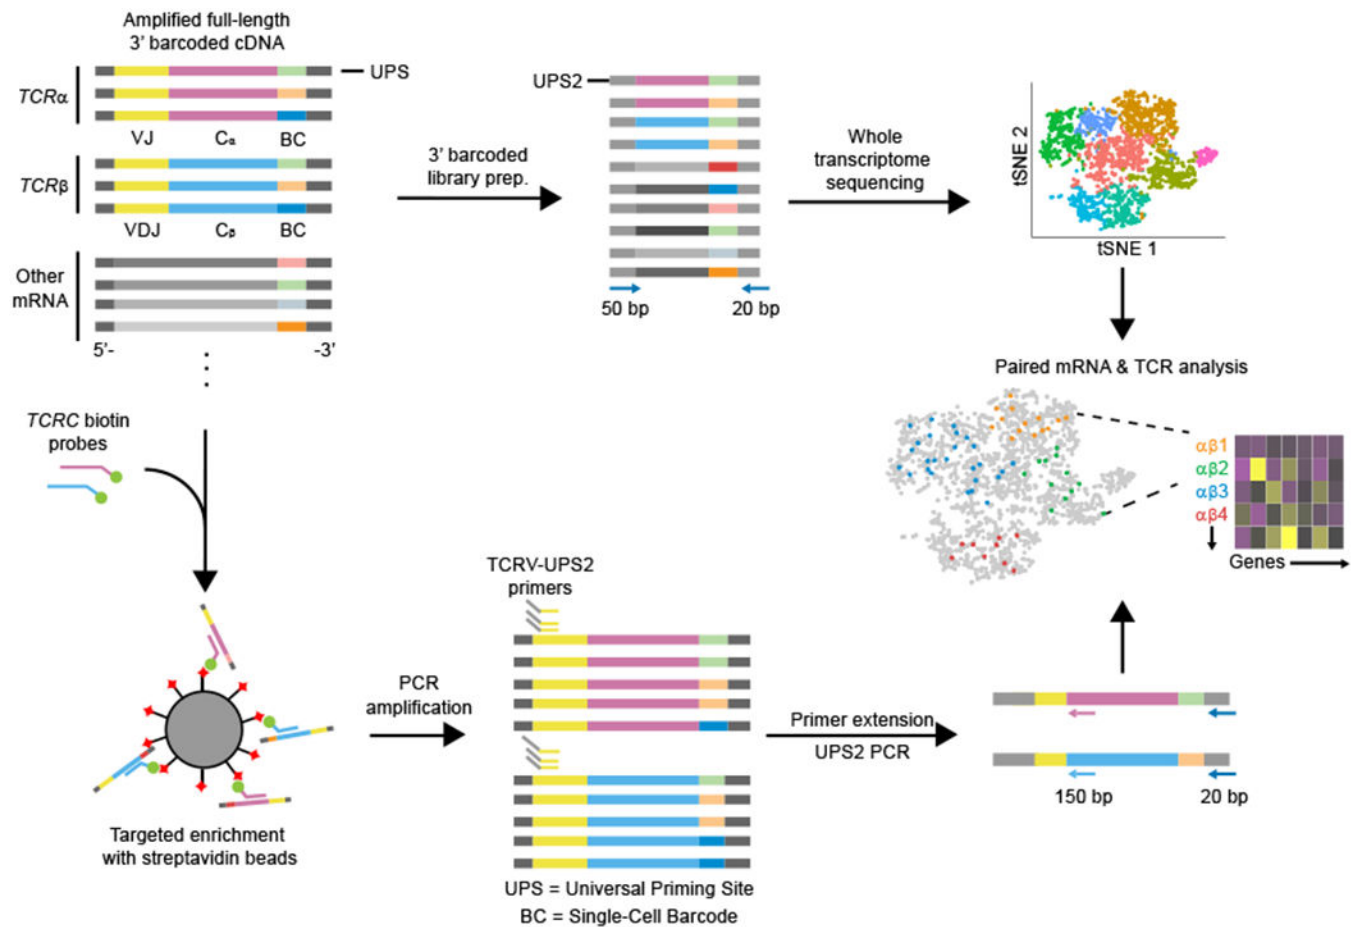 Amplified full-length
3’ barcoded cDNA
UPS
TCRα
VJ Cα BC
TCRβ
VDJ Cβ BC
Other
mRNA
5’- -3’
3’ barcoded
library prep.
UPS2
50 bp 20 bp
Whole
transcriptome
sequencing
tSNE 2
tSNE 1
Paired mRNA & TCR analysis
αβ1
αβ2
αβ3
αβ4
Genes
TCRC biotin
probes
Targeted enrichment
with streptavidin beads
PCR
amplification
TCRV-UPS2
primers
UPS = Universal Priming Site
BC = Single-Cell Barcode
Primer extension
UPS2 PCR
150 bp 20 bp